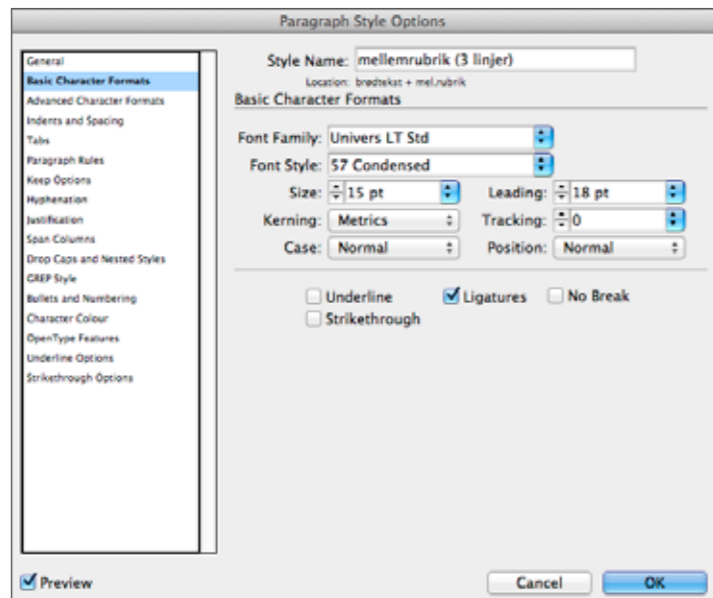 Paragraph Style Options
General
Basic Character Formats
Advanced Character Formats
Indents and Spacing
Tabs
Paragraph Rules
Keep Options
Hyphenation
Justification
Span Columns
Drop Caps and Nested Styles
GREP Style
Bullets and Numbering
Character Colour
OpenType Features
Underline Options
Strikethrough Options
Style Name: mellemrubrik (3 linjer)
Location: brødtekst + mel.rubrik
Basic Character Formats
Font Family: Univers LT Std
Font Style: 57 Condensed
Size: 15 pt Leading: 18 pt
Kerning: Metrics Tracking: 0
Case: Normal Position: Normal
Underline Ligatures No Break
Strikethrough
Preview Cancel OK